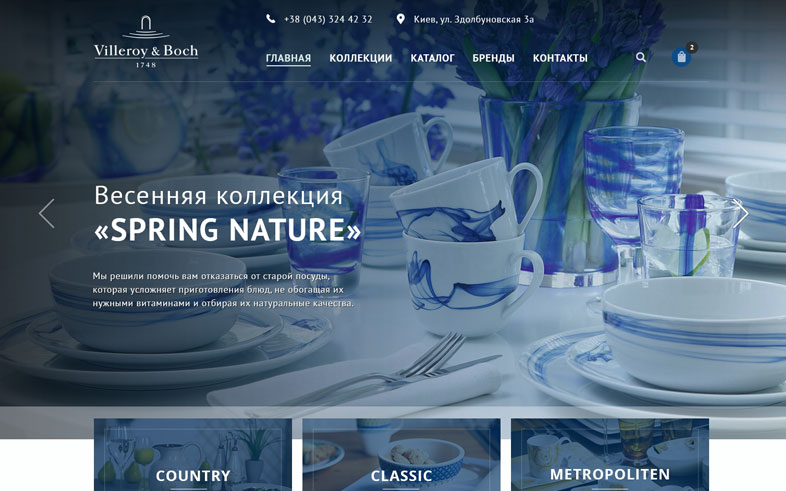 +38 (043) 324 42 32
Киев, ул. Здолбуновская 3а
Villeroy & Boch
1748
ГЛАВНАЯ КОЛЛЕКЦИИ КАТАЛОГ БРЕНДЫ КОНТАКТЫ
2
Весенняя коллекция
«SPRING NATURE»
Мы решили помочь вам отказаться от старой посуды,
которая усложняет приготовления блюд, не обогащая их
нужными витаминами и отбирая их натуральные качества.
COUNTRY
CLASSIC
METROPOLITEN